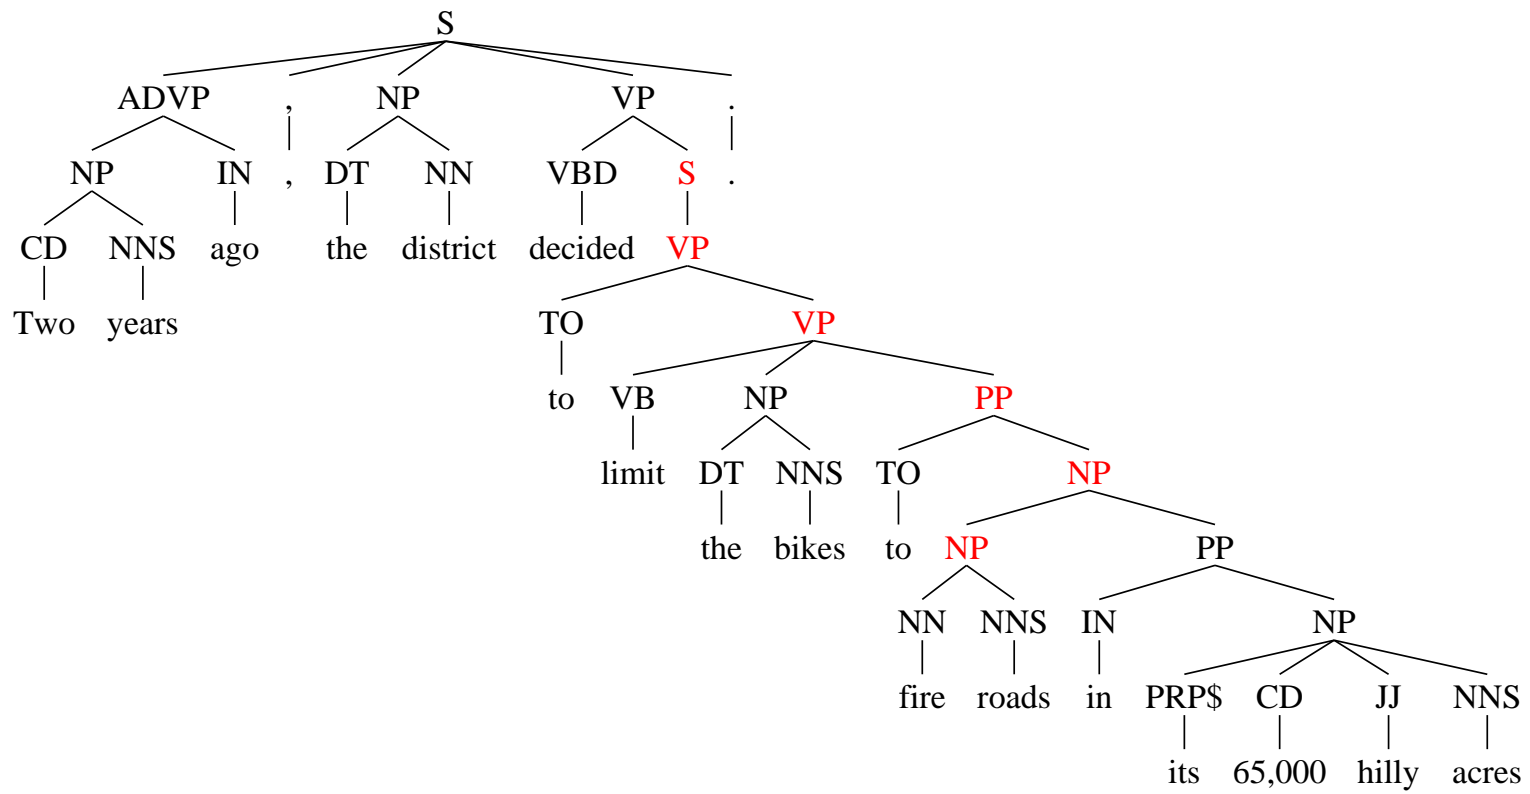 S
ADVP , NP VP .
NP IN , DT NN VBD S .
CD NNS ago the district decided VP
Two years TO VP
to VB NP PP
limit DT NNS TO NP
the bikes to NP PP
NN NNS IN NP
fire roads in PRP$ CD JJ NNS
its 65,000 hilly acres